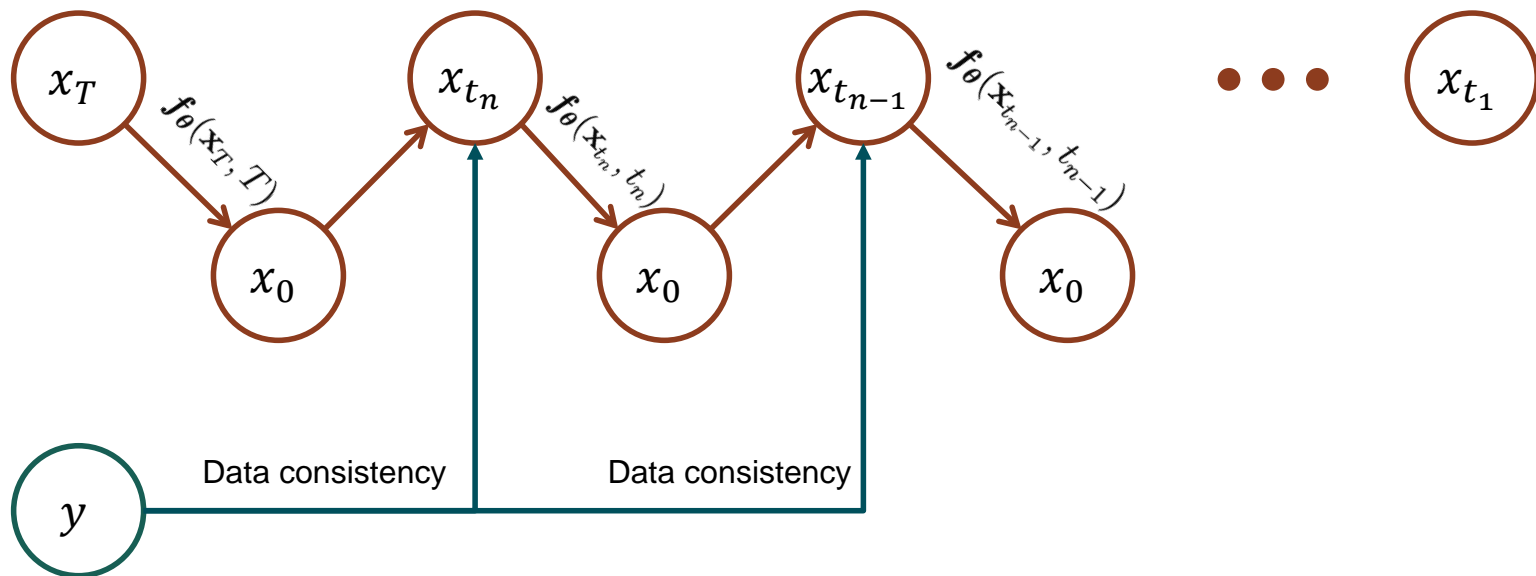 x_T
f_θ(x_T, T)
x_0
x_{t_n}
f_θ(x_{t_n}, t_n)
x_0
x_{t_{n-1}}
f_θ(x_{t_{n-1}}, t_{n-1})
x_0
x_{t_1}
Data consistency
Data consistency
y